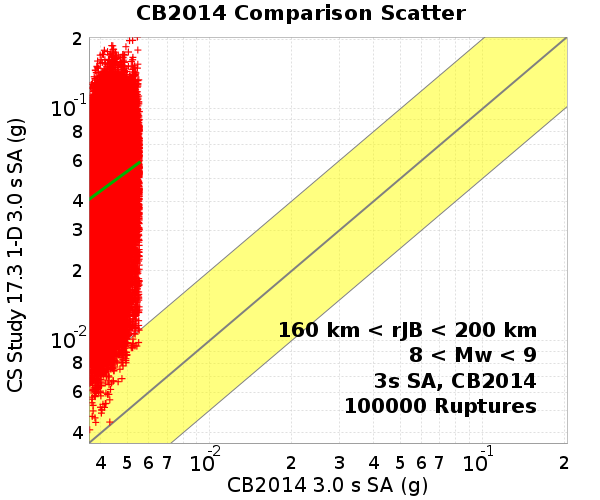 CB2014 Comparison Scatter
CS Study 17.3 1-D 3.0 s SA (g)
2
10-1
8
6
4
3
2
10-2
8
6
4
160 km < rJB < 200 km
8 < Mw < 9
3s SA, CB2014
100000 Ruptures
4 5 6 7 10-2 2 3 4 5 6 7 10-1 2
CB2014 3.0 s SA (g)